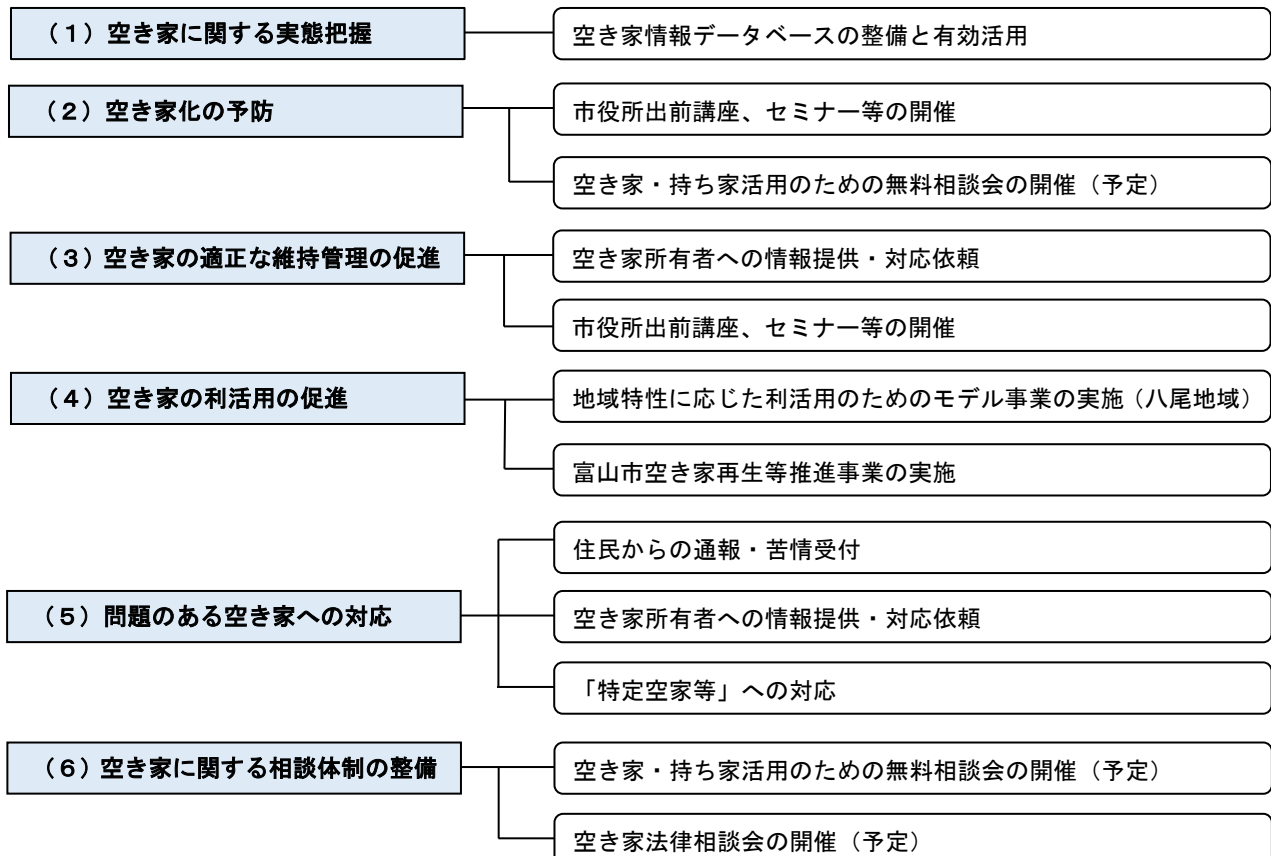 （１）空き家に関する実態把握
空き家情報データベースの整備と有効活用
（２）空き家化の予防
市役所出前講座、セミナー等の開催
空き家・持ち家活用のための無料相談会の開催（予定）
（３）空き家の適正な維持管理の促進
空き家所有者への情報提供・対応依頼
市役所出前講座、セミナー等の開催
（４）空き家の利活用の促進
地域特性に応じた利活用のためのモデル事業の実施（八尾地域）
富山市空き家再生等推進事業の実施
（５）問題のある空き家への対応
住民からの通報・苦情受付
空き家所有者への情報提供・対応依頼
「特定空家等」への対応
（６）空き家に関する相談体制の整備
空き家・持ち家活用のための無料相談会の開催（予定）
空き家法律相談会の開催（予定）